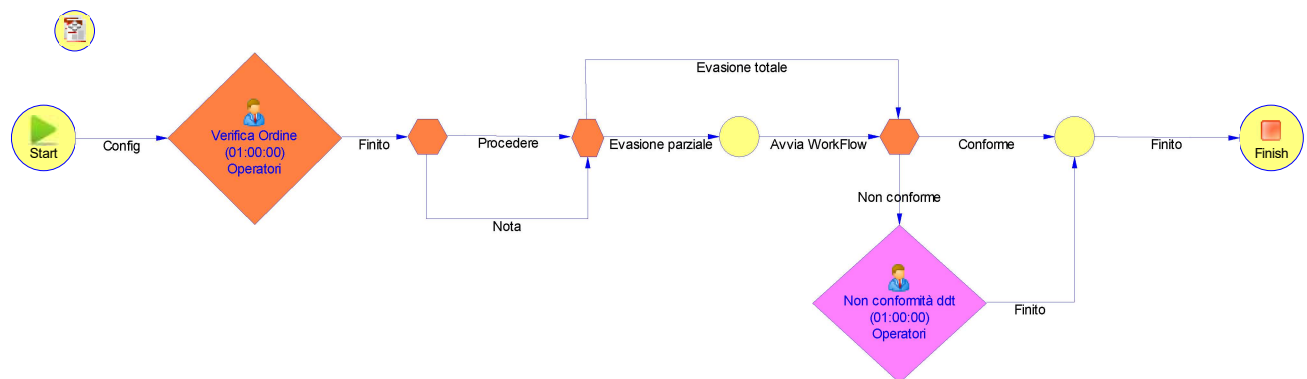 Start
Config
Verifica Ordine
(01:00:00)
Operatori
Finito
Procedere
Nota
Evasione totale
Evasione parziale
Avvia WorkFlow
Conforme
Non conforme
Non conformità ddt
(01:00:00)
Operatori
Finito
Finito
Finish